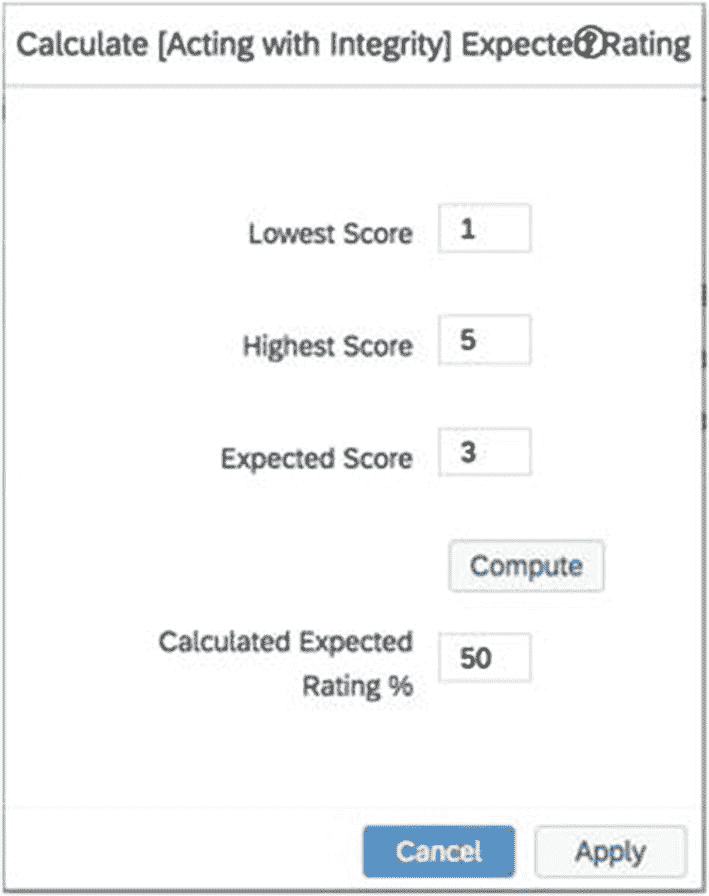 Calculate [Acting with Integrity] Expected Rating
Lowest Score 1
Highest Score 5
Expected Score 3
Compute
Calculated Expected
Rating % 50
Cancel Apply